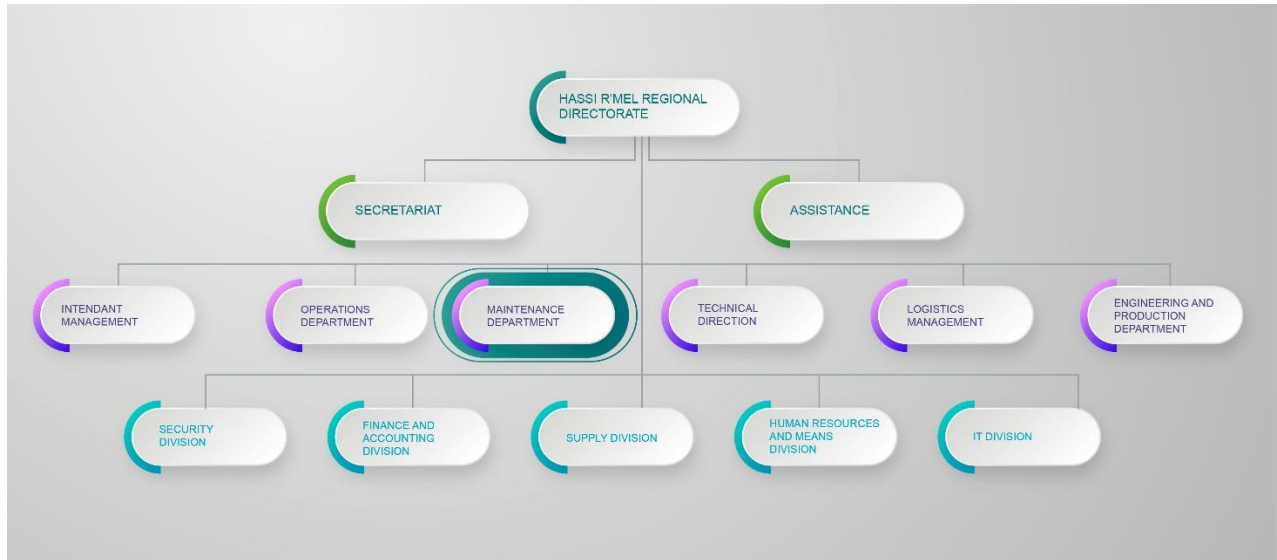 HASSI R'MEL REGIONAL
DIRECTORATE
SECRETARIAT
ASSISTANCE
INTENDANT
MANAGEMENT
OPERATIONS
DEPARTMENT
MAINTENANCE
DEPARTMENT
TECHNICAL
DIRECTION
LOGISTICS
MANAGEMENT
ENGINEERING AND
PRODUCTION
DEPARTMENT
SECURITY
DIVISION
FINANCE AND
ACCOUNTING
DIVISION
SUPPLY DIVISION
HUMAN RESOURCES
AND MEANS
DIVISION
IT DIVISION